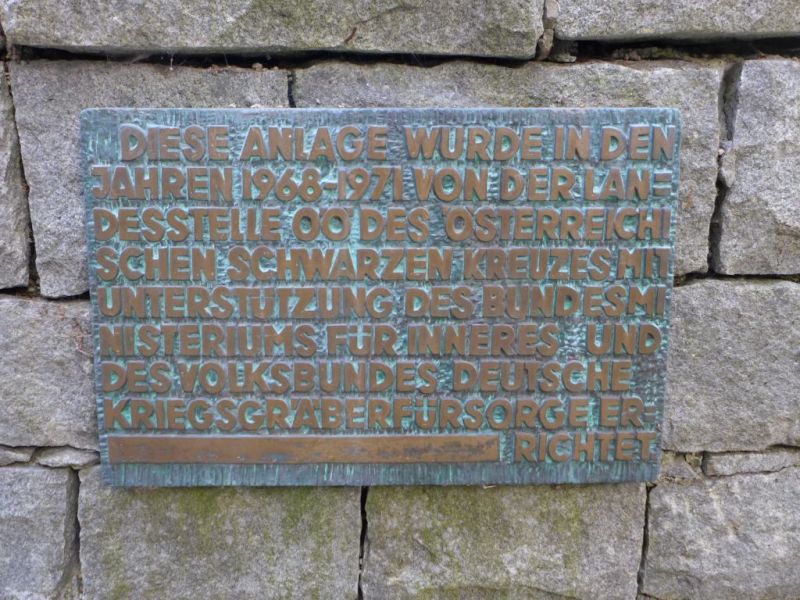 DIESE ANLAGE WURDE IN DEN
JAHREN 1968-1971 VON DER LAN=
DESSTELLE OÖ DES ÖSTERREICHI
SCHEN SCHWARZEN KREUZES MIT
UNTERSTÜTZUNG DES BUNDESMI
NISTERIUMS FÜR INNERES UND
DES VOLKSBUNDES DEUTSCHE
KRIEGSGRÄBERFÜRSORGE ER=
RICHTET